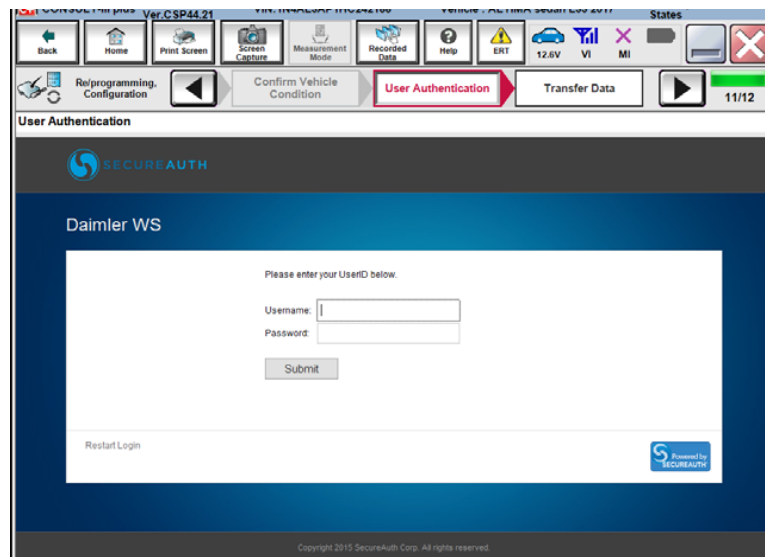 Ver.CSP44.21
States
Back
Home
Print Screen
Screen Capture
Measurement Mode
Recorded Data
Help
ERT
12.6V
VI
MI
Re/programming, Configuration
Confirm Vehicle Condition
User Authentication
Transfer Data
11/12
User Authentication
SECUREAUTH
Daimler WS
Please enter your UserID below.
Username:
Password:
Submit
Restart Login
Powered by
SECUREAUTH
Copyright 2015 SecureAuth Corp. All rights reserved.